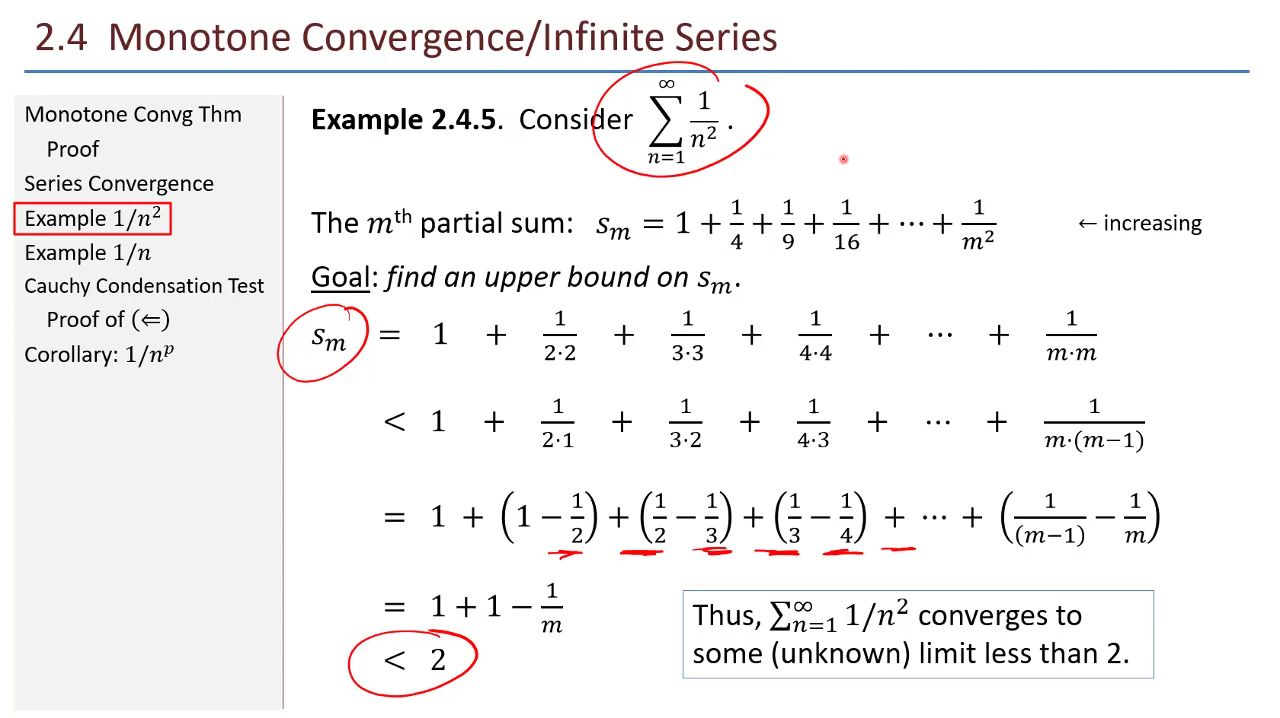 2.4 Monotone Convergence/Infinite Series
Monotone Convg Thm
Proof
Series Convergence
Example 1/n²
Example 1/n
Cauchy Condensation Test
Proof of (⇐)
Corollary: 1/nᵖ
Example 2.4.5. Consider ∑_{n=1}^{∞} 1/n² .
The mᵗʰ partial sum: sₘ = 1 + 1/4 + 1/9 + 1/16 + ⋯ + 1/m² ← increasing
Goal: find an upper bound on sₘ.
sₘ = 1 + 1/(2·2) + 1/(3·3) + 1/(4·4) + ⋯ + 1/(m·m)
< 1 + 1/(2·1) + 1/(3·2) + 1/(4·3) + ⋯ + 1/(m·(m−1))
= 1 + (1 − 1/2) + (1/2 − 1/3) + (1/3 − 1/4) + ⋯ + (1/(m−1) − 1/m)
= 1 + 1 − 1/m
< 2
Thus, ∑_{n=1}^{∞} 1/n² converges to
some (unknown) limit less than 2.